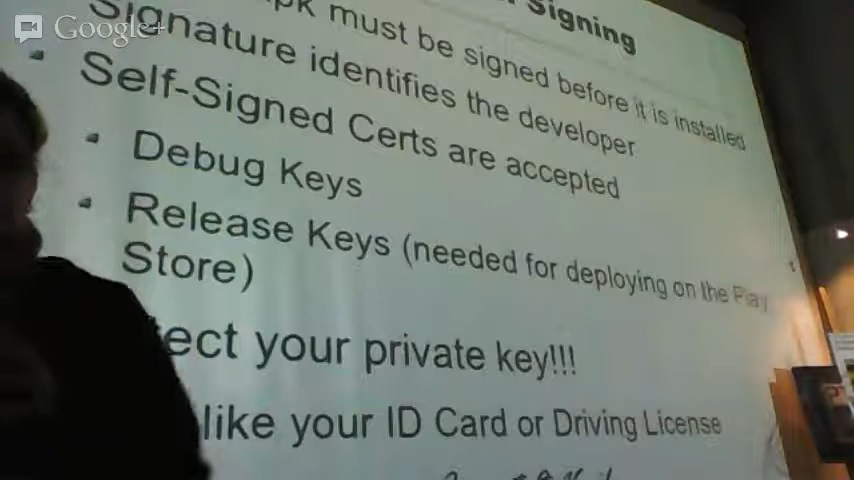 Google+
Signing
must be signed before it is installed
Signature identifies the developer
Self-Signed Certs are accepted
Debug Keys
Release Keys (needed for deploying on the Play
Store)
ect your private key!!!
like your ID Card or Driving License